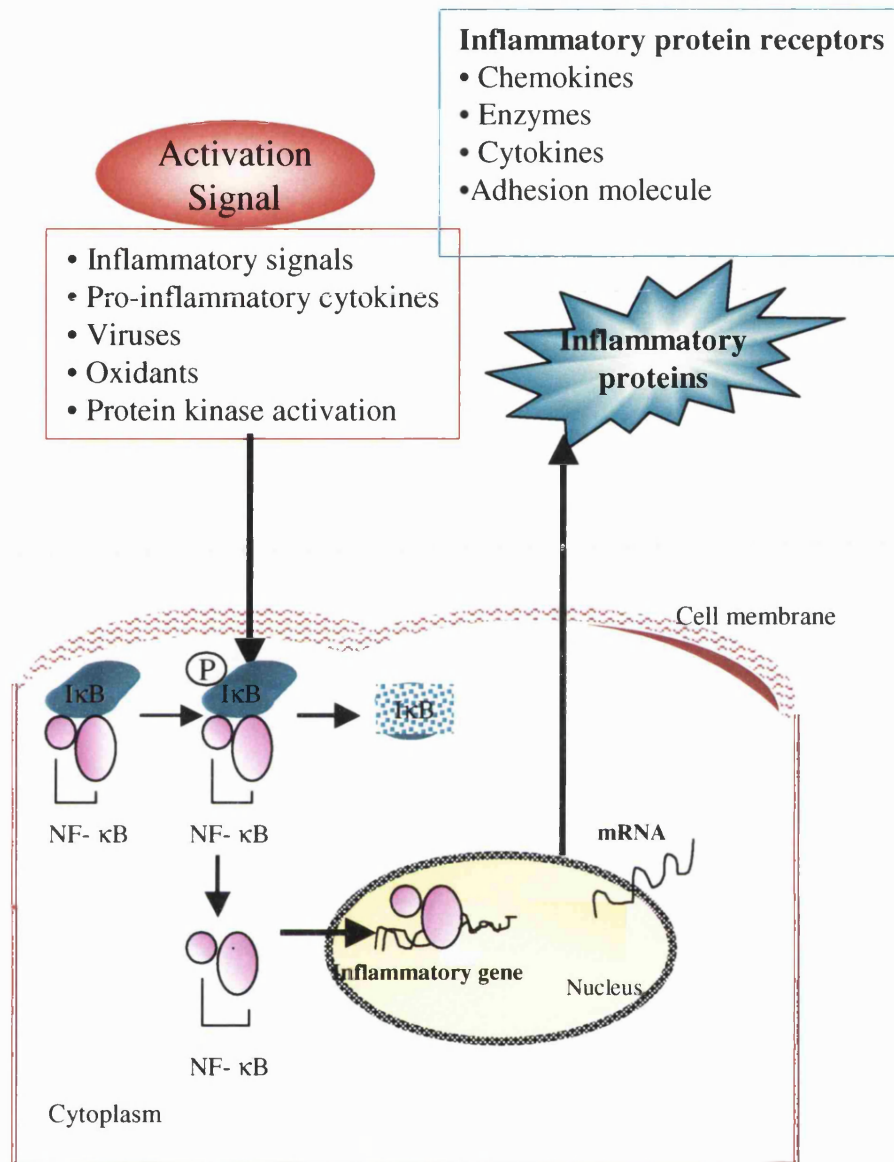 Inflammatory protein receptors
• Chemokines
• Enzymes
• Cytokines
•Adhesion molecule
Activation
Signal
• Inflammatory signals
• Pro-inflammatory cytokines
• Viruses
• Oxidants
• Protein kinase activation
Inflammatory
proteins
Cell membrane
P
IκB
IκB
IκB
NF- κB
NF- κB
mRNA
Inflammatory gene
Nucleus
NF- κB
Cytoplasm